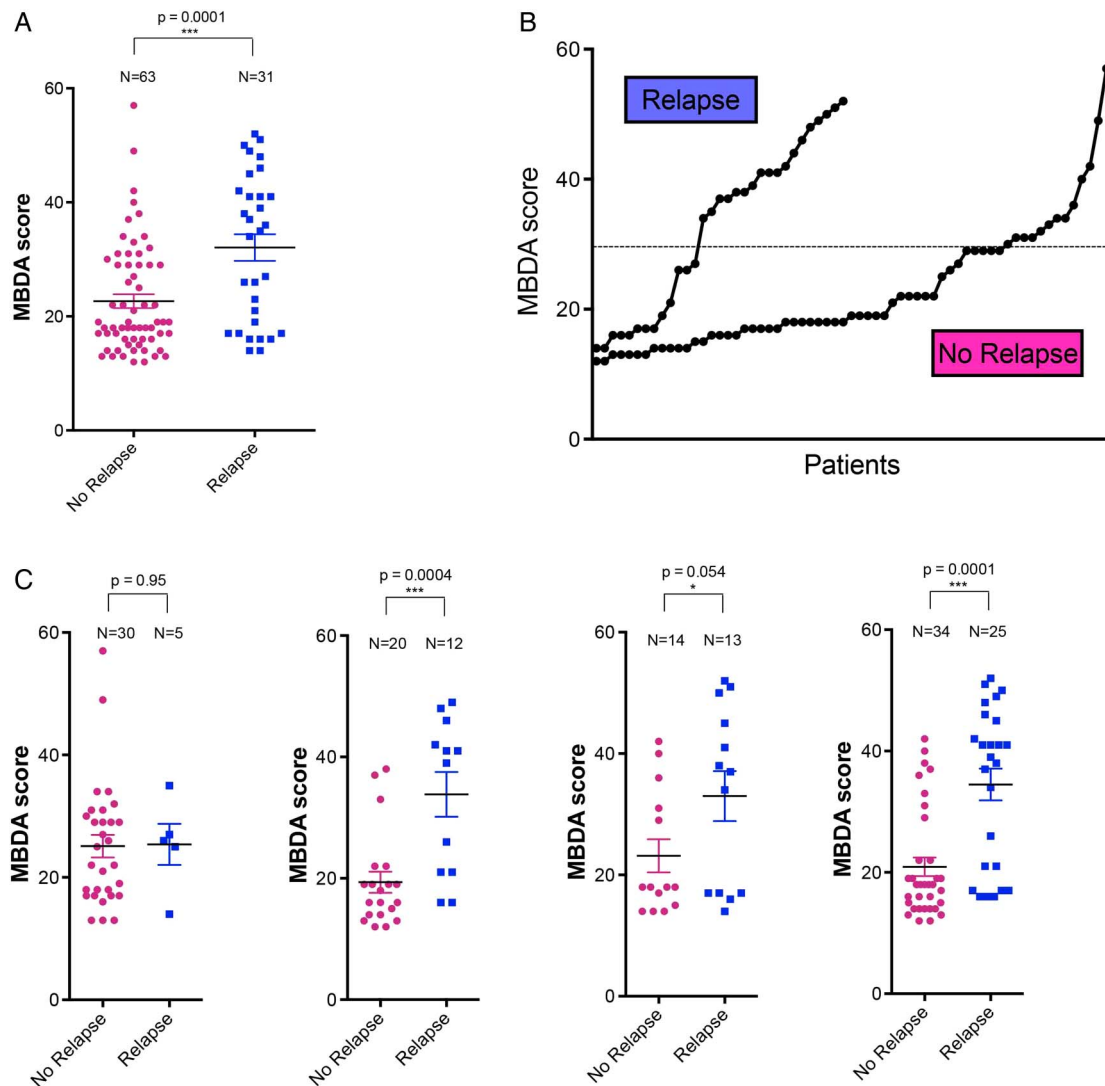 A
p = 0.0001
***
N=63 N=31
60
40
20
0
MBDA score
No Relapse
Relapse
B
60
40
20
0
MBDA score
Relapse
No Relapse
Patients
C
p = 0.95
N=30 N=5
60
40
20
0
MBDA score
No Relapse
Relapse
p = 0.0004
***
N=20 N=12
60
40
20
0
MBDA score
No Relapse
Relapse
p = 0.054
*
N=14 N=13
60
40
20
0
MBDA score
No Relapse
Relapse
p = 0.0001
***
N=34 N=25
60
40
20
0
MBDA score
No Relapse
Relapse